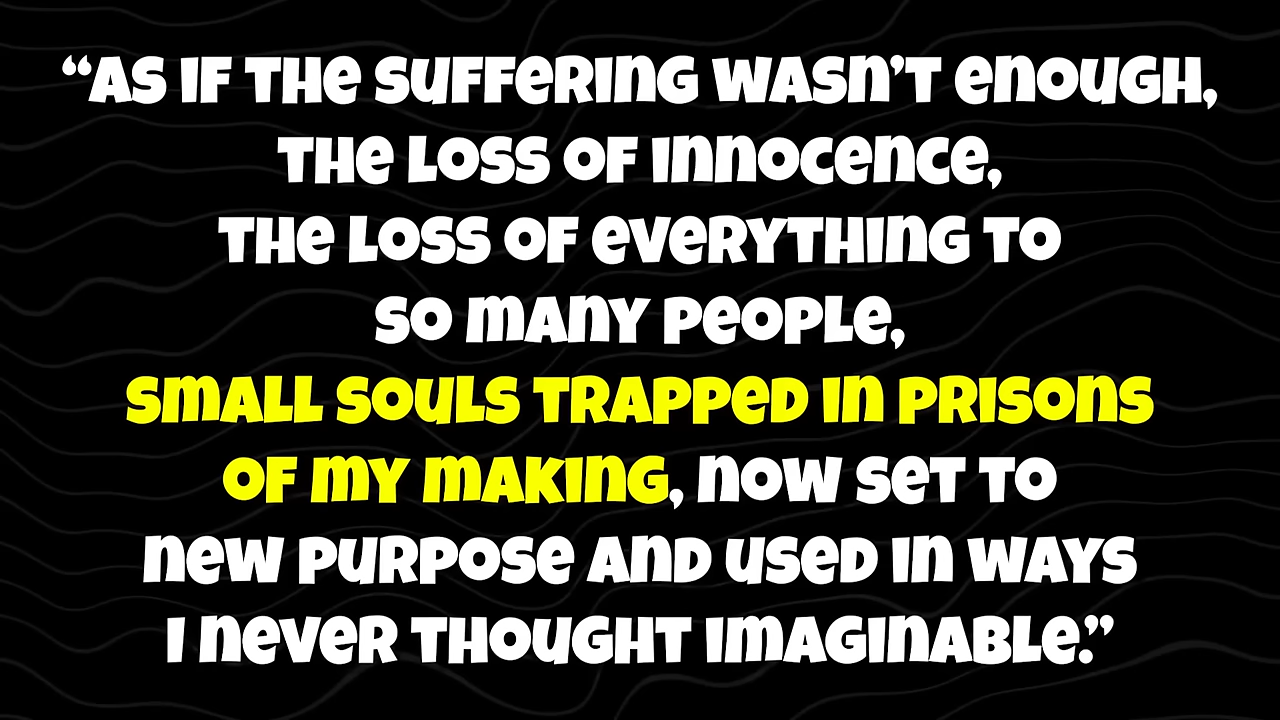 “As if the suffering wasn’t enough,
the loss of innocence,
the loss of everything to
so many people,
small souls trapped in prisons
of my making, now set to
new purpose and used in ways
I never thought imaginable.”